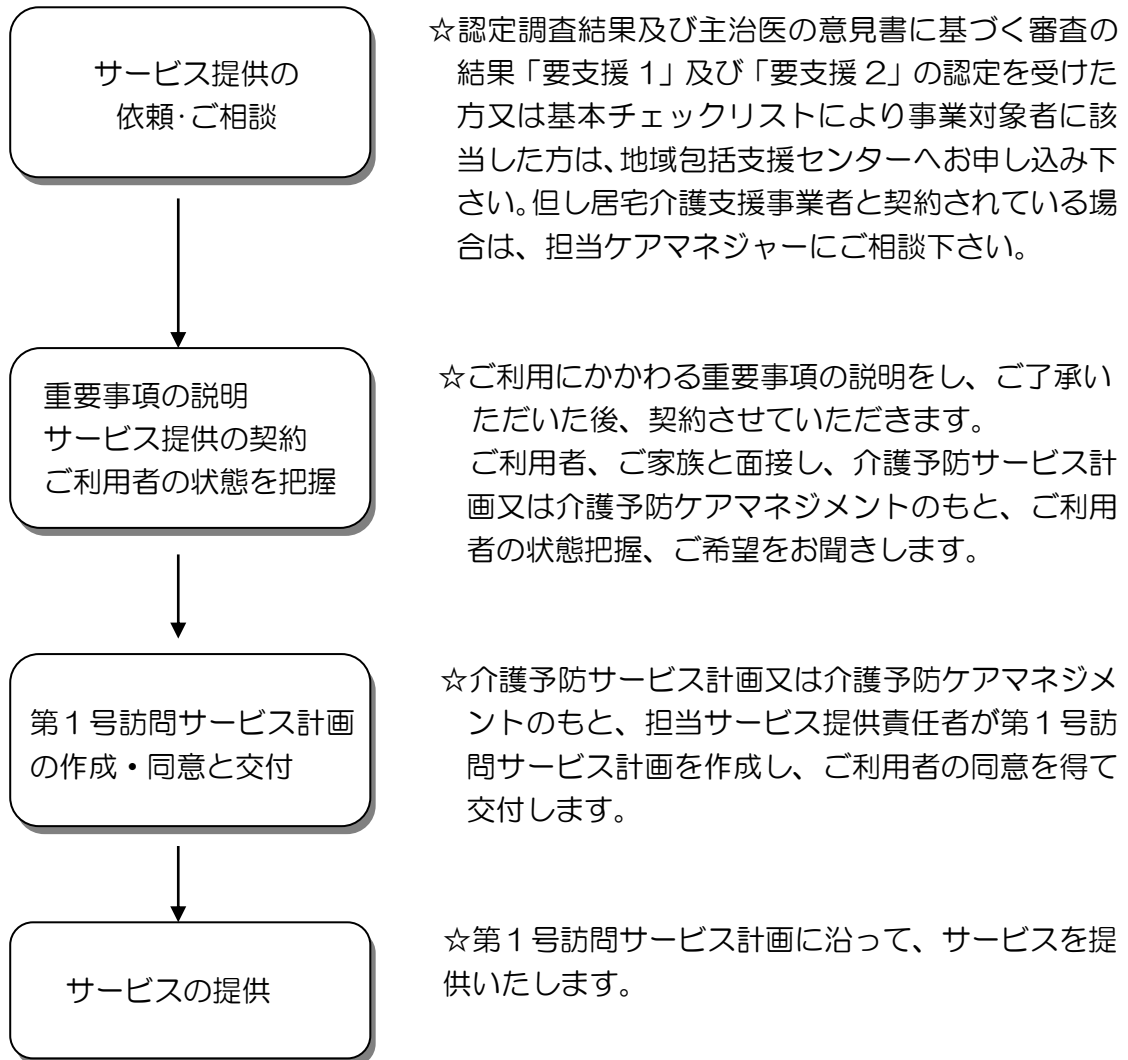 サービス提供の
依頼・ご相談
☆認定調査結果及び主治医の意見書に基づく審査の
結果「要支援１」及び「要支援２」の認定を受けた
方又は基本チェックリストにより事業対象者に該
当した方は、地域包括支援センターへお申し込み下
さい。但し居宅介護支援事業者と契約されている場
合は、担当ケアマネジャーにご相談下さい。
重要事項の説明
サービス提供の契約
ご利用者の状態を把握
☆ご利用にかかわる重要事項の説明をし、ご了承い
ただいた後、契約させていただきます。
ご利用者、ご家族と面接し、介護予防サービス計
画又は介護予防ケアマネジメントのもと、ご利用
者の状態把握、ご希望をお聞きします。
第１号訪問サービス計画
の作成・同意と交付
☆介護予防サービス計画又は介護予防ケアマネジメ
ントのもと、担当サービス提供責任者が第１号訪
問サービス計画を作成し、ご利用者の同意を得て
交付します。
サービスの提供
☆第１号訪問サービス計画に沿って、サービスを提
供いたします。